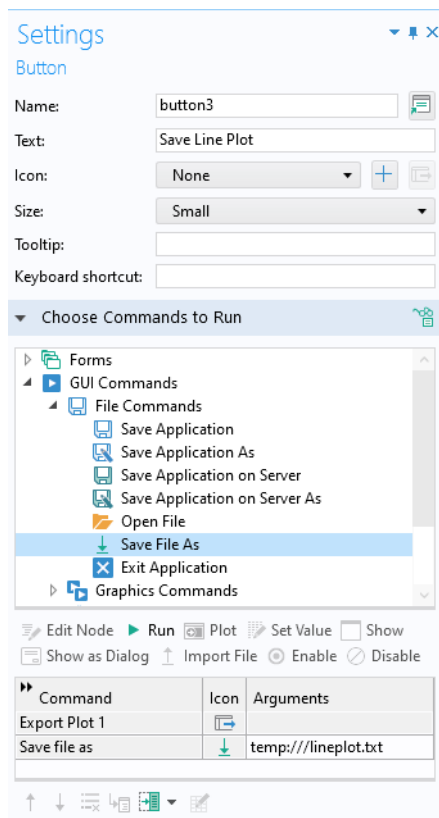 Settings
Button
Name: button3
Text: Save Line Plot
Icon: None
Size: Small
Tooltip:
Keyboard shortcut:
Choose Commands to Run
Forms
GUI Commands
File Commands
Save Application
Save Application As
Save Application on Server
Save Application on Server As
Open File
Save File As
Exit Application
Graphics Commands
Edit Node Run Plot Set Value Show
Show as Dialog Import File Enable Disable
Command Icon Arguments
Export Plot 1
Save file as temp:///lineplot.txt